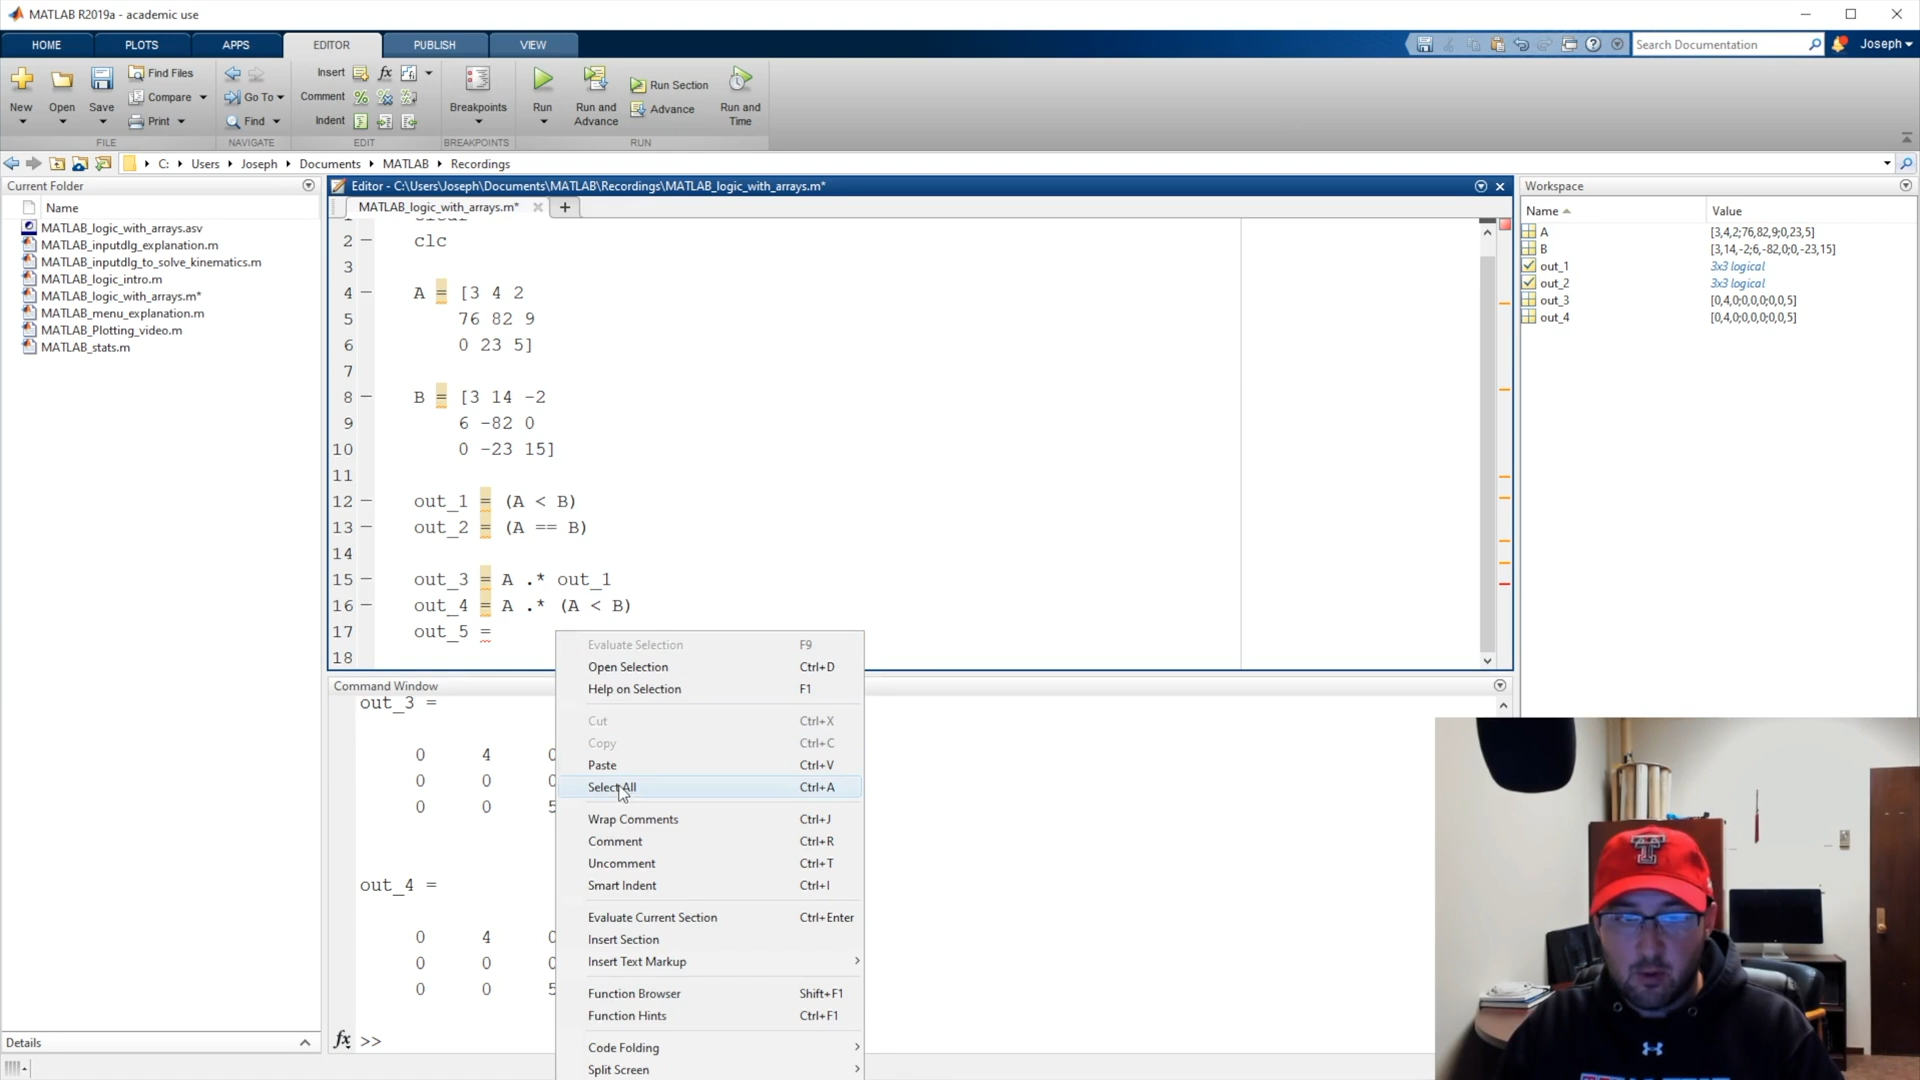 MATLAB R2019a - academic use
HOME PLOTS APPS EDITOR PUBLISH VIEW
Search Documentation
Joseph
New
Open
Save
Find Files
Compare
Print
FILE
Go To
Find
NAVIGATE
Insert fx
Comment
Indent
EDIT
Breakpoints
BREAKPOINTS
Run
Run and Advance
Run Section
Advance
Run and Time
RUN
C: Users Joseph Documents MATLAB Recordings
Current Folder
Name
MATLAB_logic_with_arrays.asv
MATLAB_inputdlg_explanation.m
MATLAB_inputdlg_to_solve_kinematics.m
MATLAB_logic_intro.m
MATLAB_logic_with_arrays.m*
MATLAB_menu_explanation.m
MATLAB_Plotting_video.m
MATLAB_stats.m
Details
Editor - C:\Users\Joseph\Documents\MATLAB\Recordings\MATLAB_logic_with_arrays.m*
MATLAB_logic_with_arrays.m*
1 clear
2 clc
3
4 A = [3 4 2
5 76 82 9
6 0 23 5]
7
8 B = [3 14 -2
9 6 -82 0
10 0 -23 15]
11
12 out_1 = (A < B)
13 out_2 = (A == B)
14
15 out_3 = A .* out_1
16 out_4 = A .* (A < B)
17 out_5 =
18
Command Window
out_3 =
0 4 0
0 0 0
0 0 5
out_4 =
0 4 0
0 0 0
0 0 5
fx >>
Evaluate Selection F9
Open Selection Ctrl+D
Help on Selection F1
Cut Ctrl+X
Copy Ctrl+C
Paste Ctrl+V
Select All Ctrl+A
Wrap Comments Ctrl+J
Comment Ctrl+R
Uncomment Ctrl+T
Smart Indent Ctrl+I
Evaluate Current Section Ctrl+Enter
Insert Section
Insert Text Markup
Function Browser Shift+F1
Function Hints Ctrl+F1
Code Folding
Split Screen
Workspace
Name Value
A [3,4,2;76,82,9;0,23,5]
B [3,14,-2;6,-82,0;0,-23,15]
out_1 3x3 logical
out_2 3x3 logical
out_3 [0,4,0;0,0,0;0,0,5]
out_4 [0,4,0;0,0,0;0,0,5]